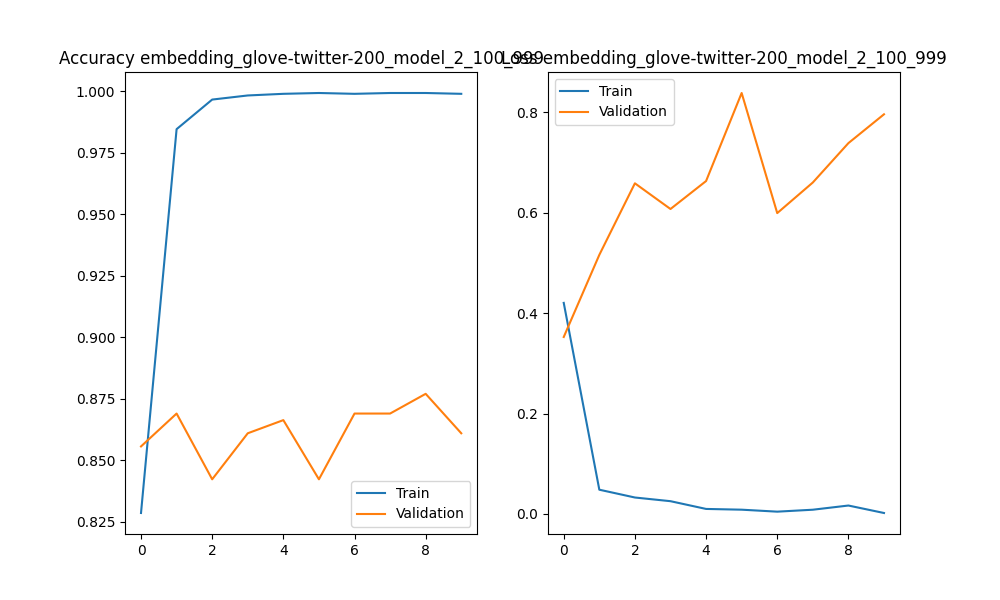 Accuracy embedding_glove-twitter-200_model_2_100_999
Loss embedding_glove-twitter-200_model_2_100_999
1.000
0.975
0.950
0.925
0.900
0.875
0.850
0.825
Train
Validation
0 2 4 6 8
Train
Validation
0.8
0.6
0.4
0.2
0.0
0 2 4 6 8